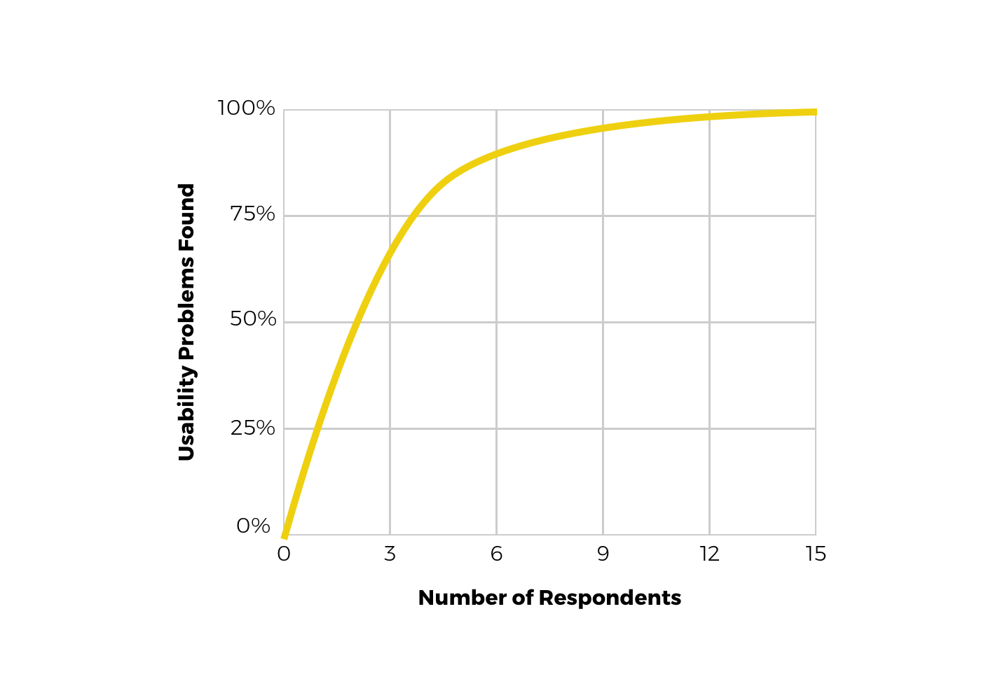 100%
75%
50%
25%
0%
Usability Problems Found
0 3 6 9 12 15
Number of Respondents